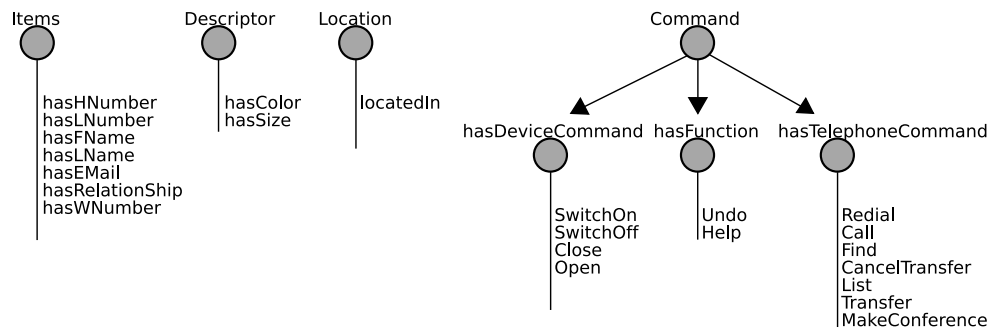 Items
hasHNumber
hasLNumber
hasFName
hasLName
hasEMail
hasRelationShip
hasWNumber
Descriptor
hasColor
hasSize
Location
locatedIn
Command
hasDeviceCommand
SwitchOn
SwitchOff
Close
Open
hasFunction
Undo
Help
hasTelephoneCommand
Redial
Call
Find
CancelTransfer
List
Transfer
MakeConference